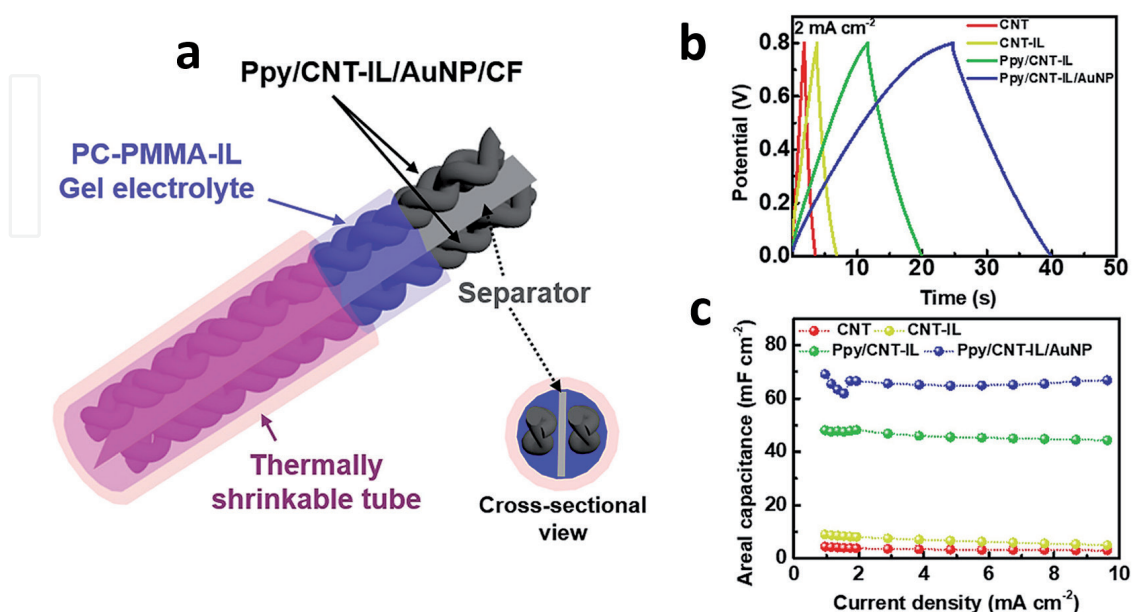 a
Ppy/CNT-IL/AuNP/CF
PC-PMMA-IL
Gel electrolyte
Separator
Thermally
shrinkable tube
Cross-sectional
view
b
2 mA cm-2
CNT
CNT-IL
Ppy/CNT-IL
Ppy/CNT-IL/AuNP
Potential (V)
0.8
0.6
0.4
0.2
0.0
0 10 20 30 40 50
Time (s)
c
CNT CNT-IL
Ppy/CNT-IL Ppy/CNT-IL/AuNP
Areal capacitance (mF cm-2)
80
60
40
20
0
0 2 4 6 8 10
Current density (mA cm-2)